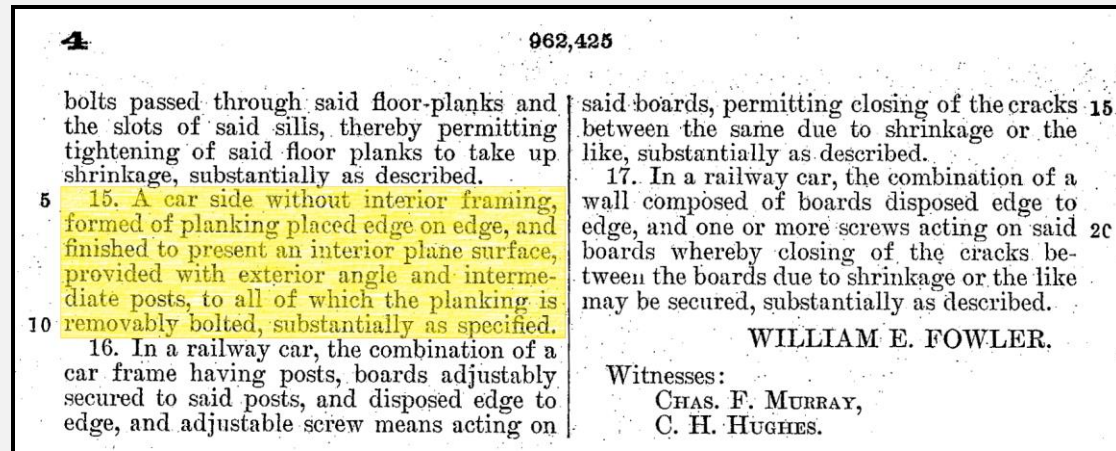 4
962,425
bolts passed through said floor-planks and
the slots of said sills, thereby permitting
tightening of said floor planks to take up
shrinkage, substantially as described.
5 15. A car side without interior framing,
formed of planking placed edge on edge, and
finished to present an interior plane surface,
provided with exterior angle and interme-
diate posts, to all of which the planking is
10 removably bolted, substantially as specified.
16. In a railway car, the combination of a
car frame having posts, boards adjustably
secured to said posts, and disposed edge to
edge, and adjustable screw means acting on
said boards, permitting closing of the cracks 15
between the same due to shrinkage or the
like, substantially as described.
17. In a railway car, the combination of a
wall composed of boards disposed edge to
edge, and one or more screws acting on said 20
boards whereby closing of the cracks be-
tween the boards due to shrinkage or the like
may be secured, substantially as described.
WILLIAM E. FOWLER.
Witnesses:
CHAS. F. MURRAY,
C. H. HUGHES.